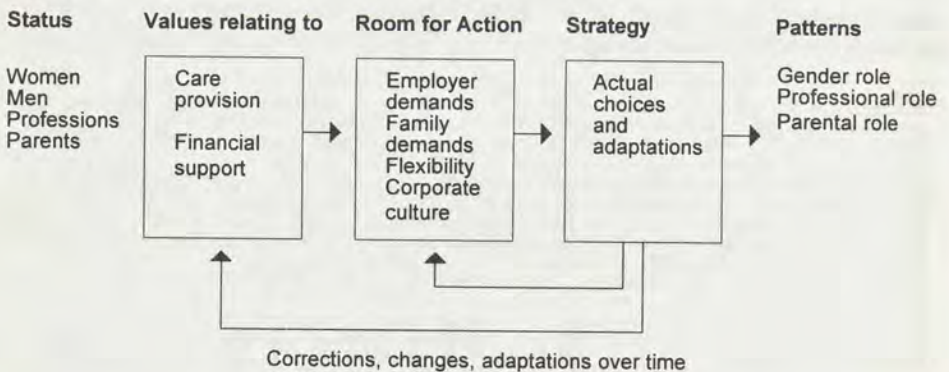 Status
Values relating to
Room for Action
Strategy
Patterns
Women
Men
Professions
Parents
Care
provision
Financial
support
Employer
demands
Family
demands
Flexibility
Corporate
culture
Actual
choices
and
adaptations
Gender role
Professional role
Parental role
Corrections, changes, adaptations over time